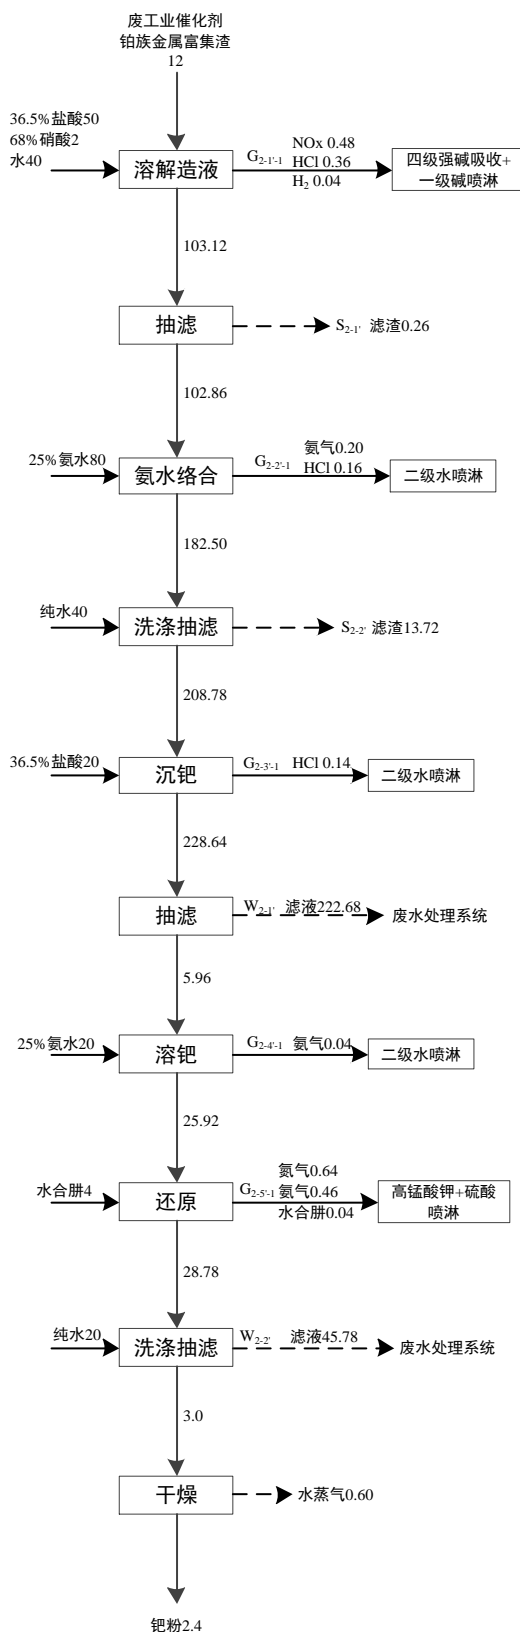 废工业催化剂
铂族金属富集渣
12
36.5%盐酸50
68%硝酸2
水40
溶解造液
G2-1'-1
NOx 0.48
HCl 0.36
H2 0.04
四级强碱吸收+
一级碱喷淋
103.12
抽滤
S2-1' 滤渣0.26
102.86
25%氨水80
氨水络合
G2-2'-1
氨气0.20
HCl 0.16
二级水喷淋
182.50
纯水40
洗涤抽滤
S2-2' 滤渣13.72
208.78
36.5%盐酸20
沉钯
G2-3'-1 HCl 0.14
二级水喷淋
228.64
抽滤
W2-1' 滤液222.68
废水处理系统
5.96
25%氨水20
溶钯
G2-4'-1 氨气0.04
二级水喷淋
25.92
水合肼4
还原
G2-5'-1
氮气0.64
氨气0.46
水合肼0.04
高锰酸钾+硫酸
喷淋
28.78
纯水20
洗涤抽滤
W2-2' 滤液45.78
废水处理系统
3.0
干燥
水蒸气0.60
钯粉2.4